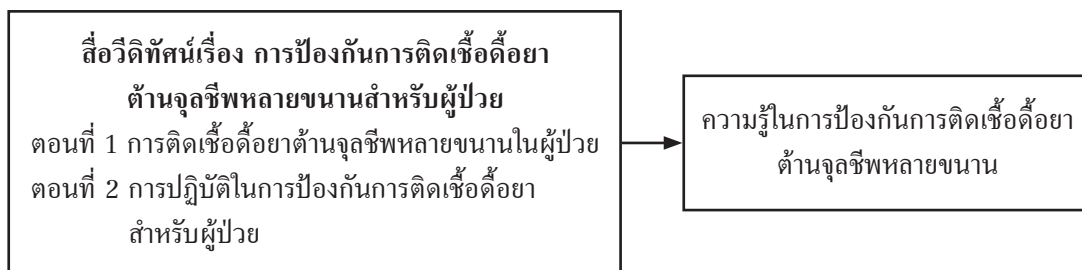 สื่อวีดิทัศน์เรื่อง การป้องกันการติดเชื้อดื้อยา
ต้านจุลชีพหลายขนานสำหรับผู้ป่วย
ตอนที่ 1 การติดเชื้อดื้อยาต้านจุลชีพหลายขนานในผู้ป่วย
ตอนที่ 2 การปฏิบัติในการป้องกันการติดเชื้อดื้อยา
สำหรับผู้ป่วย
ความรู้ในการป้องกันการติดเชื้อดื้อยา
ต้านจุลชีพหลายขนาน